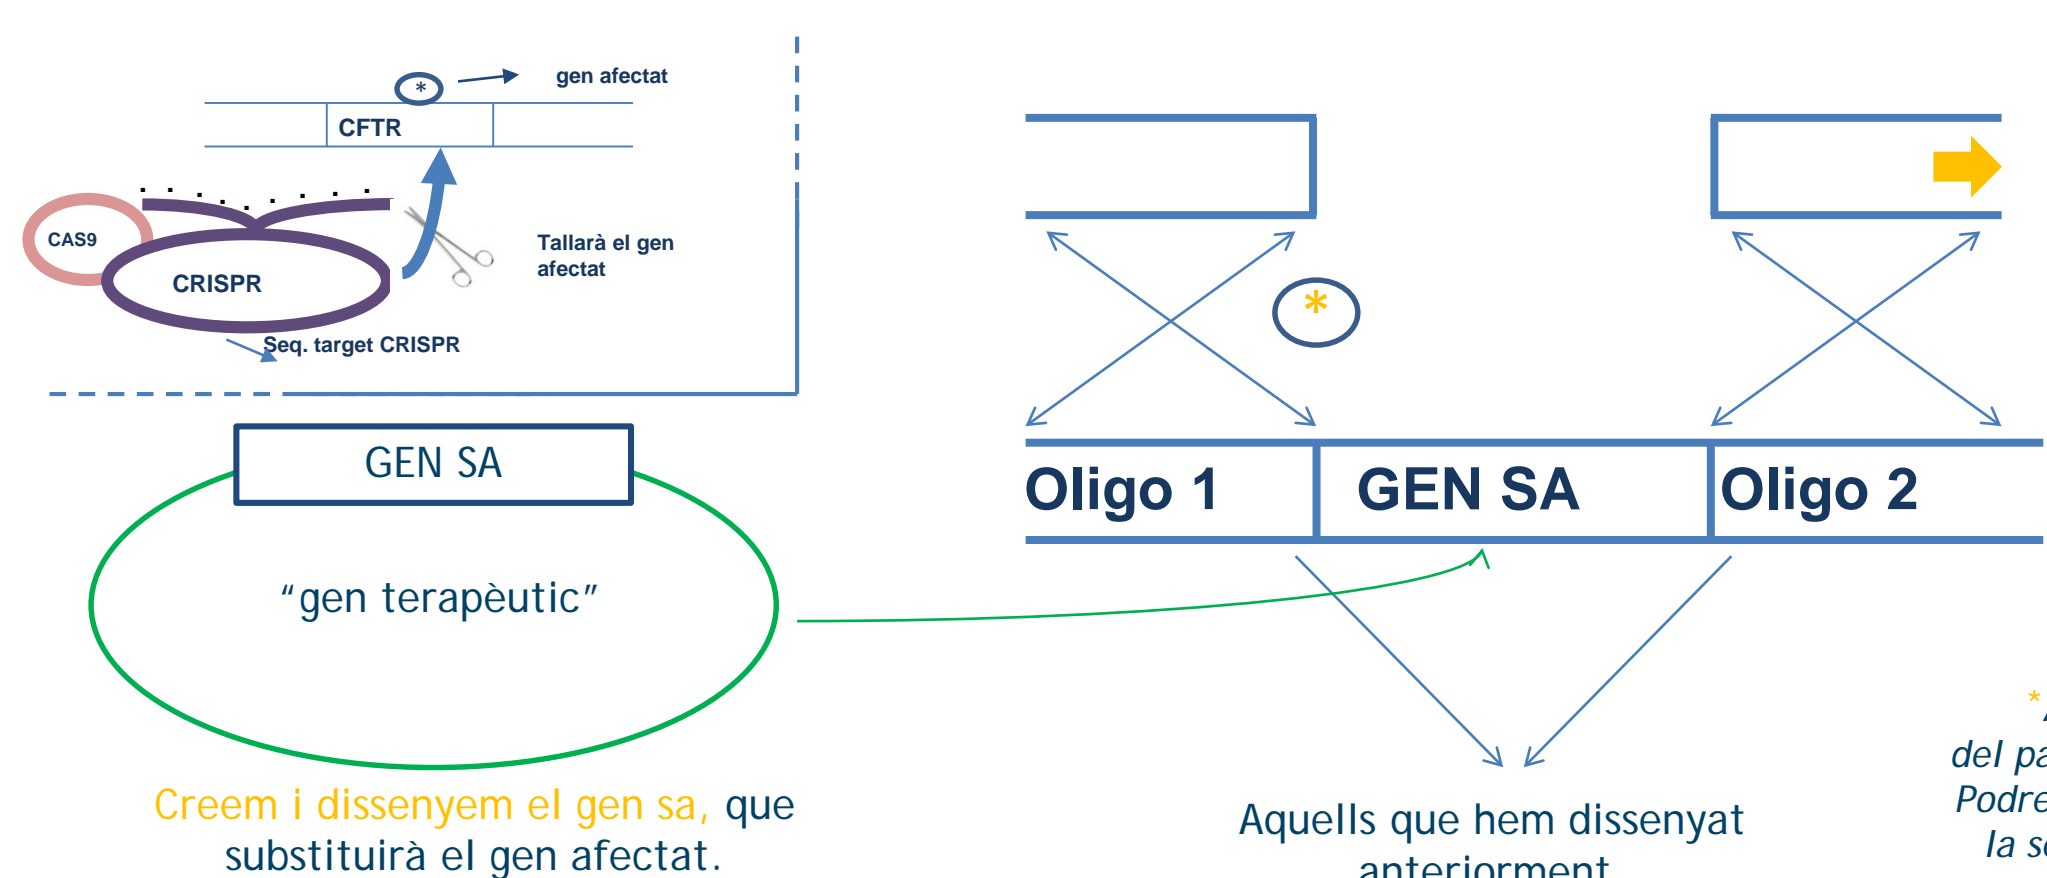 gen afectat
*
CFTR
CAS9
CRISPR
Tallarà el gen
afectat
Seq. target CRISPR
GEN SA
“gen terapèutic”
Creem i dissenyem el gen sa, que
substituirà el gen afectat.
*
Oligo 1 GEN SA Oligo 2
Aquells que hem dissenyat
anteriorment
*
del
la